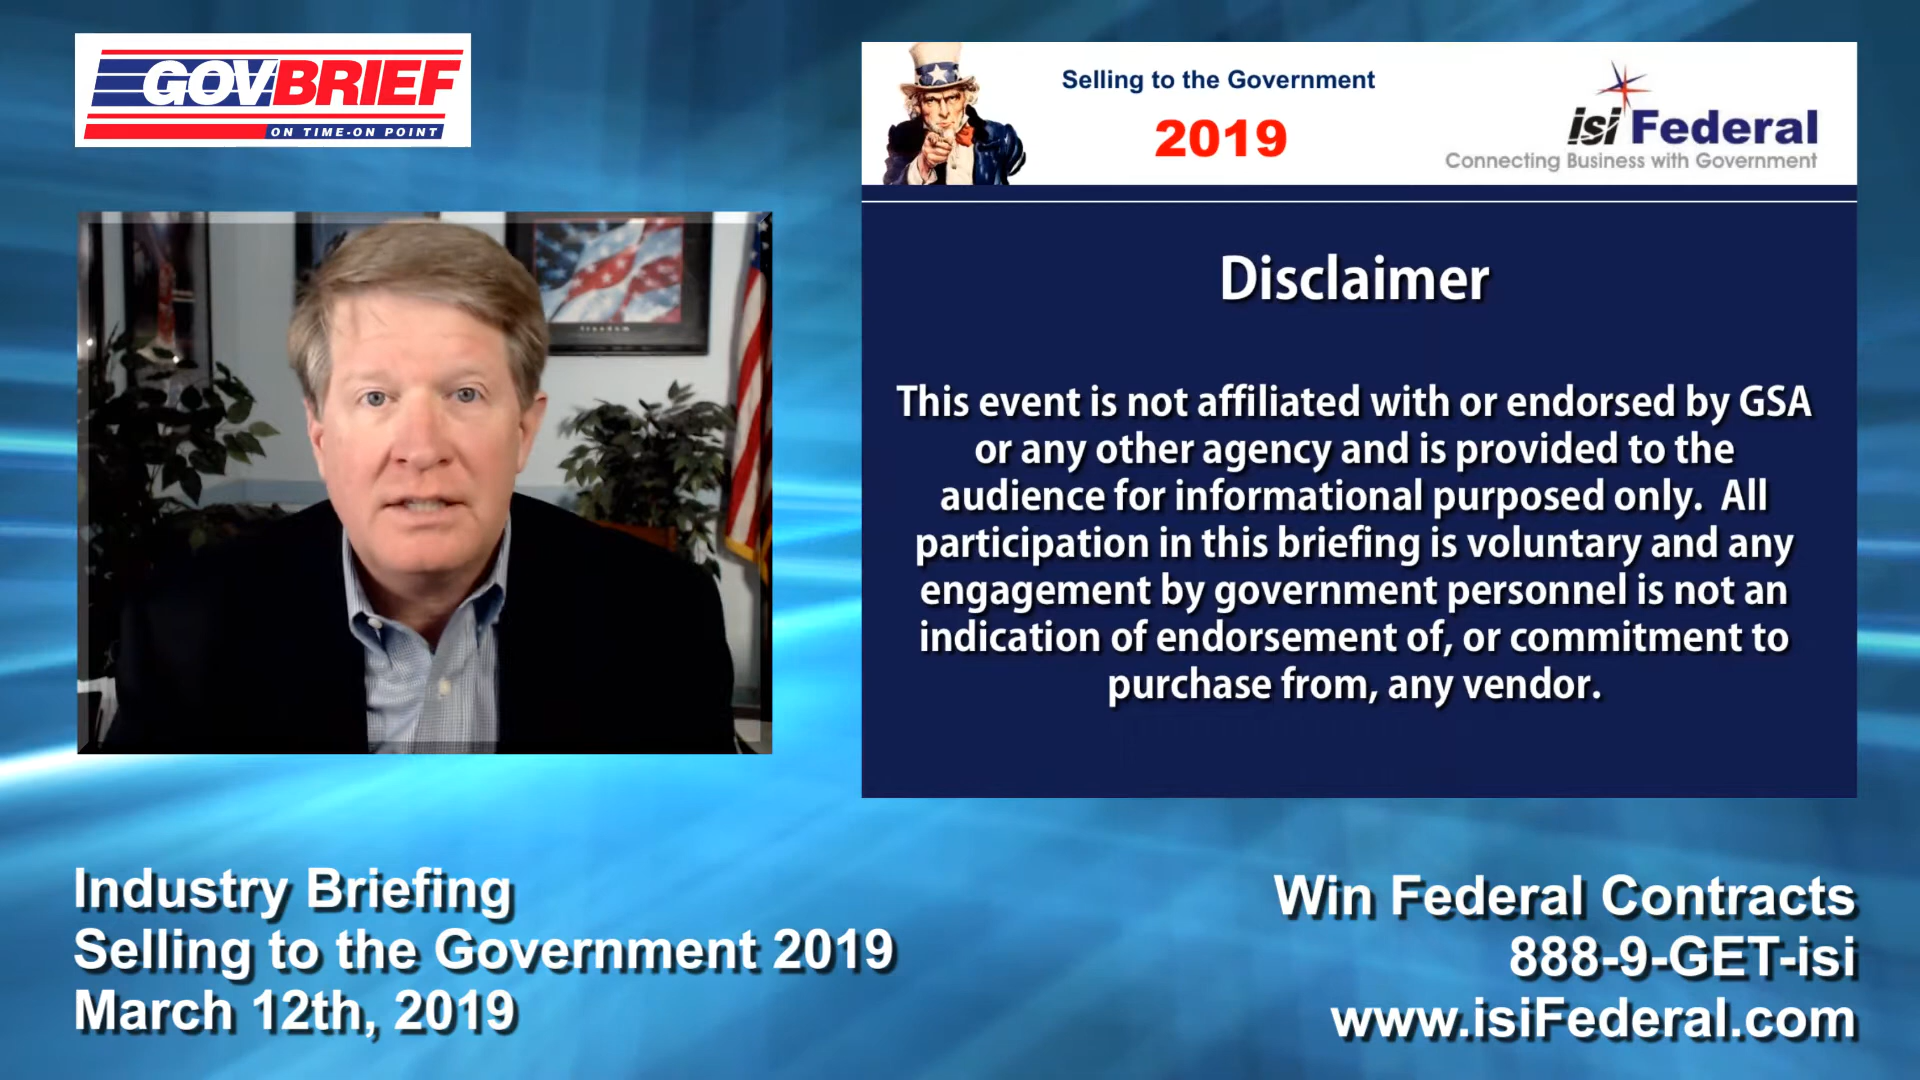 GOVBRIEF
ON TIME-ON POINT
Selling to the Government
2019
isi Federal
Connecting Business with Government
freedom
Disclaimer
This event is not affiliated with or endorsed by GSA
or any other agency and is provided to the
audience for informational purposed only. All
participation in this briefing is voluntary and any
engagement by government personnel is not an
indication of endorsement of, or commitment to
purchase from, any vendor.
Industry Briefing
Selling to the Government 2019
March 12th, 2019
Win Federal Contracts
888-9-GET-isi
www.isiFederal.com